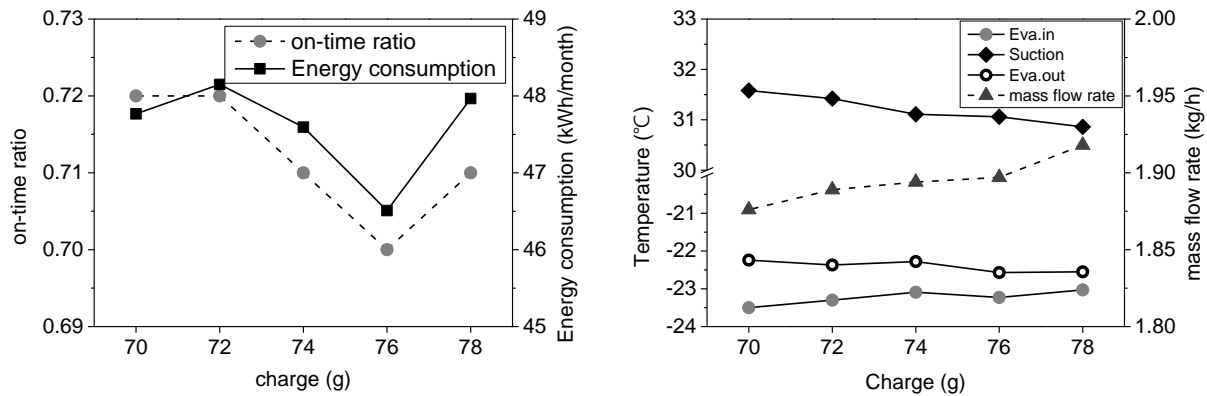 0.73
0.72
0.71
0.70
0.69
on-time ratio
on-time ratio
Energy consumption
49
48
47
46
45
Energy consumption (kWh/month)
70 72 74 76 78
charge (g)
33
32
31
30
-21
-22
-23
-24
Temperature (℃)
Eva.in
Suction
Eva.out
mass flow rate
2.00
1.95
1.90
1.85
1.80
mass flow rate (kg/h)
70 72 74 76 78
Charge (g)